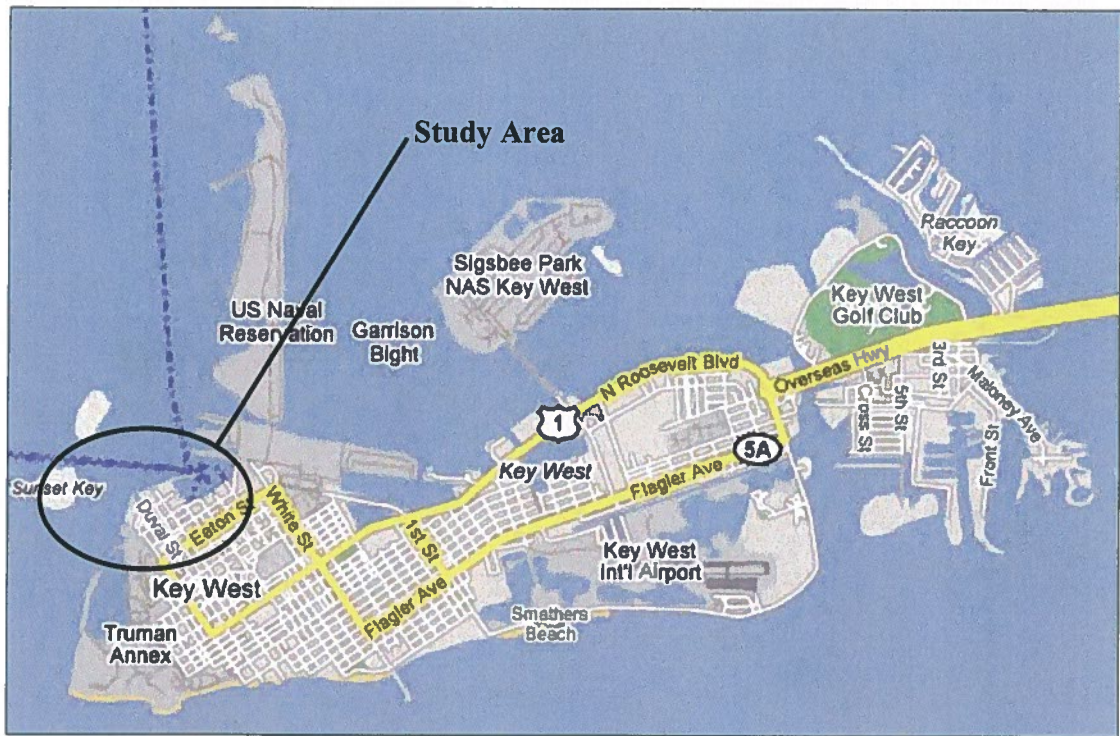 Study Area
Raccoon
Key
Sigsbee Park
NAS Key West
Key West
Golf Club
US Naval
Reservation
Garrison
Bight
N Roosevelt Blvd
Overseas Hwy
3rd St
Maloney Ave
5th St
Cross St
Front St
1
5A
Key West
Flagler Ave
Sunset Key
Duval St
Eaton St
White St
1st St
Key West
Int'l Airport
Key West
Flagler Ave
Smathers
Beach
Truman
Annex